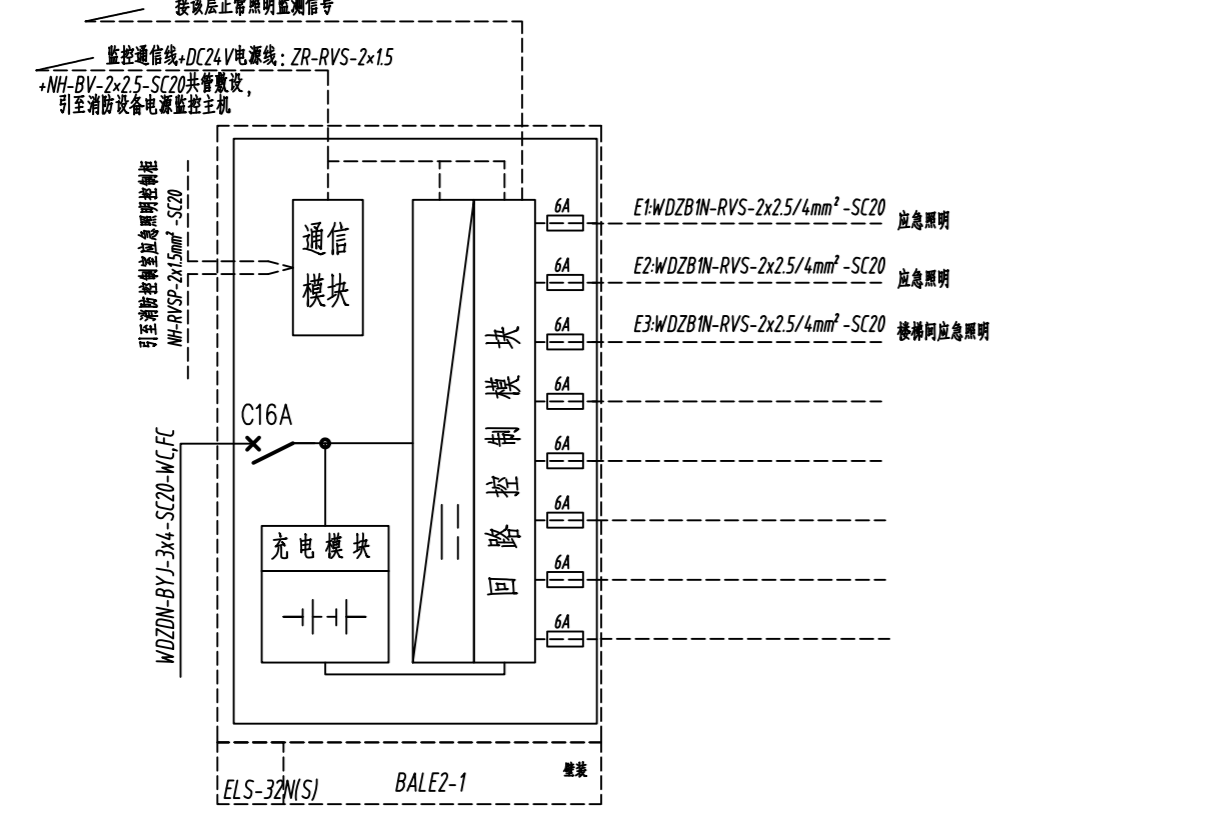 接该层正常照明监测信号
监控通信线+DC24V电源线：ZR-RVS-2×1.5
+NH-BV-2×2.5-SC20共管敷设，
引至消防设备电源监控主机
引至消防控制室应急照明控制柜
NH-RVSP-2x1.5mm²-SC20
通信
模块
C16A
WDZDN-BYJ-3x4-SC20-WC,FC
充电模块
回路控制模块
6A
E1:WDZB1N-RVS-2x2.5/4mm²-SC20
应急照明
6A
E2:WDZB1N-RVS-2x2.5/4mm²-SC20
应急照明
6A
E3:WDZB1N-RVS-2x2.5/4mm²-SC20
楼梯间应急照明
6A
6A
6A
6A
6A
壁装
ELS-32N(S)
BALE2-1